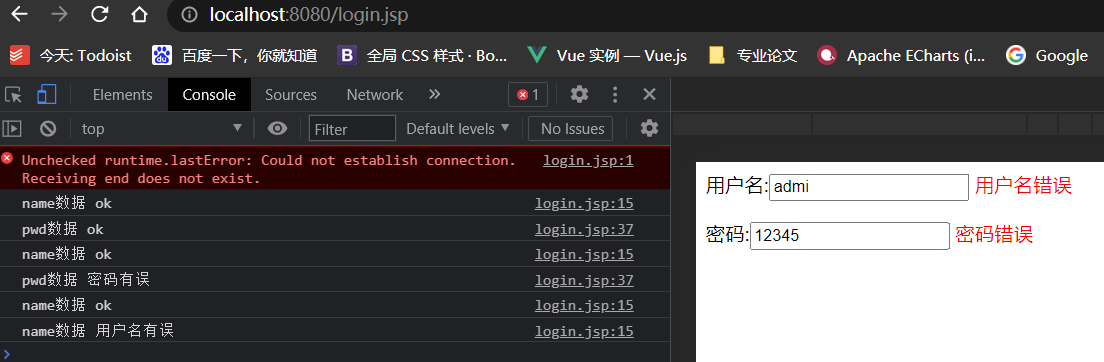 localhost:8080/login.jsp
今天: Todoist 百度一下，你就知道 全局 CSS 样式 · Bo... Vue 实例 — Vue.js 专业论文 Apache ECharts (i... Google
Elements Console Sources Network 1
top Filter Default levels No Issues
Unchecked runtime.lastError: Could not establish connection. login.jsp:1
Receiving end does not exist.
name数据 ok login.jsp:15
pwd数据 ok login.jsp:37
name数据 ok login.jsp:15
pwd数据 密码有误 login.jsp:37
name数据 ok login.jsp:15
name数据 用户名有误 login.jsp:15
用户名:admi 用户名错误
密码:12345 密码错误